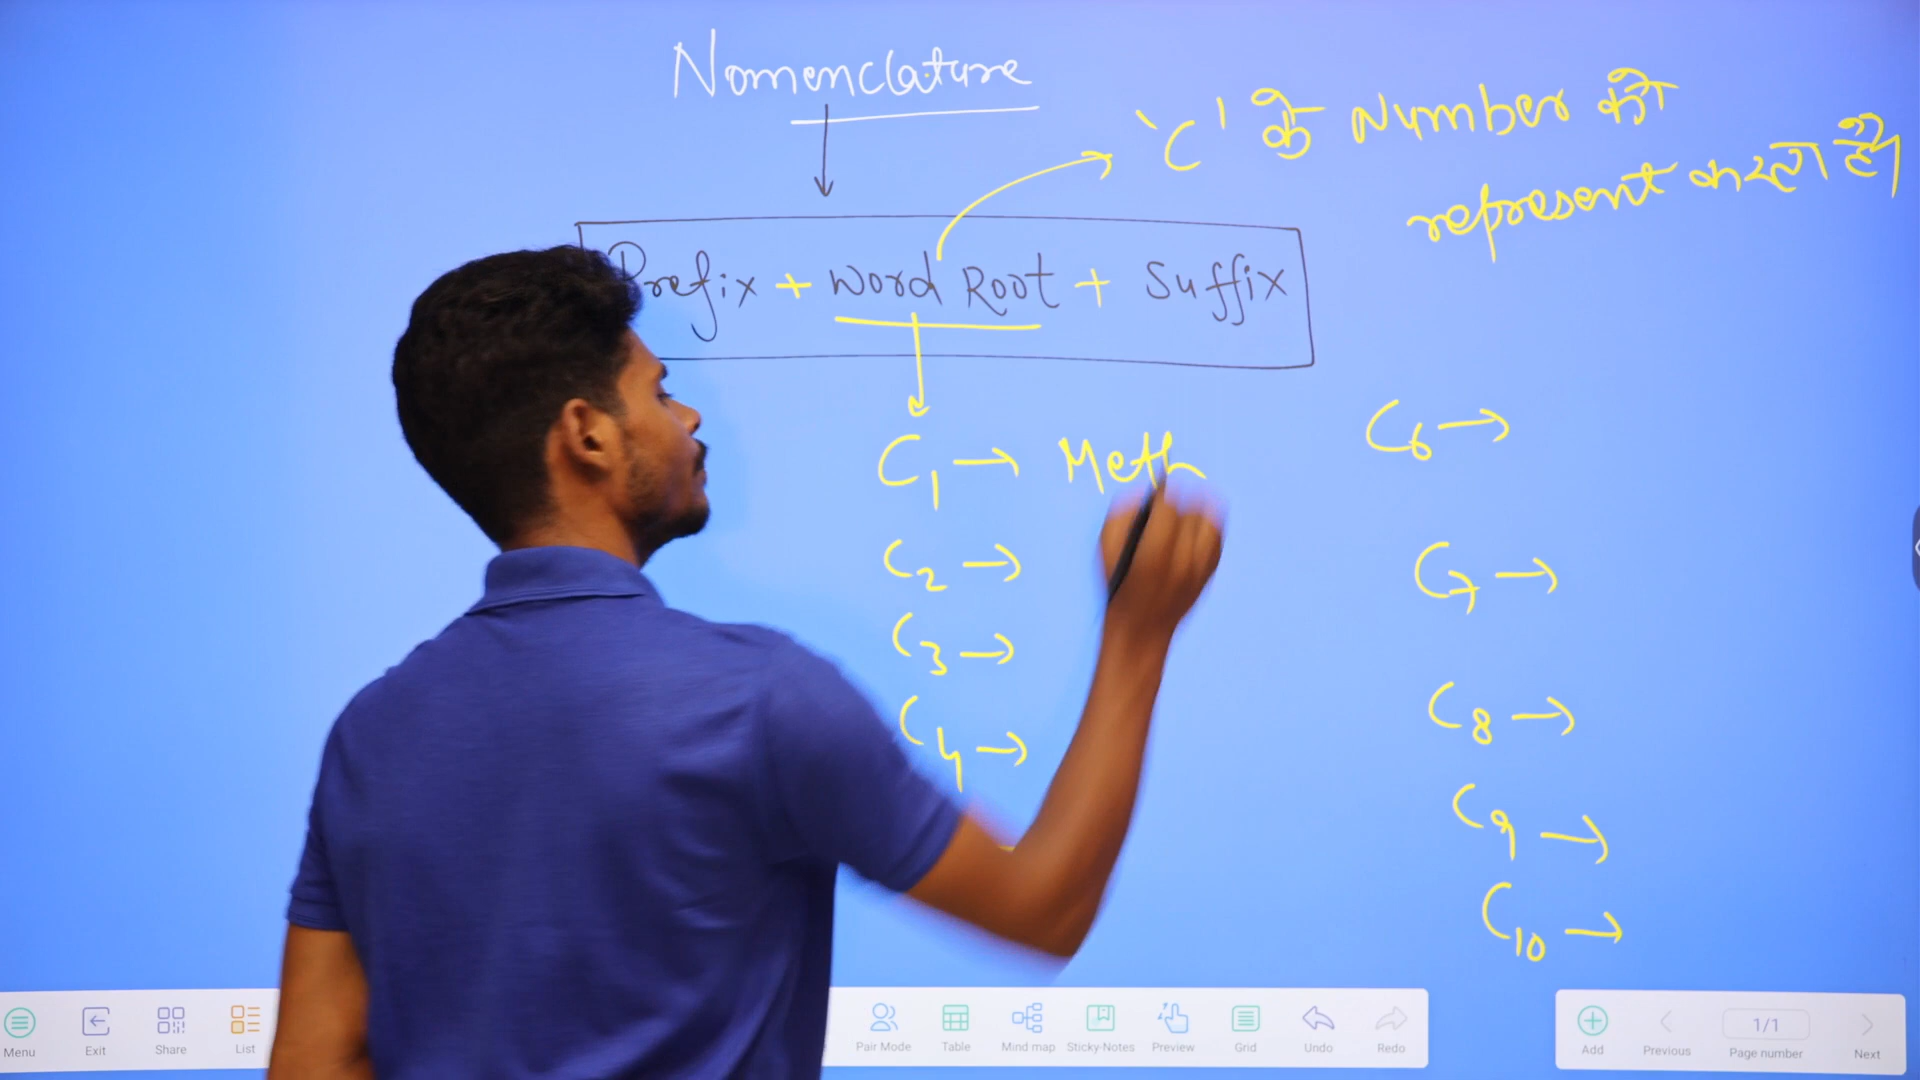 Nomenclature
'C' के Number को
represent करता है।
Prefix + Word Root + Suffix
C₁ → Meth
C₂ →
C₃ →
C₄ →
C₆ →
C₇ →
C₈ →
C₉ →
C₁₀ →
Menu Exit Share List Pair Mode Table Mind map Sticky-Notes Preview Grid Undo Redo Add Previous 1/1 Page number Next